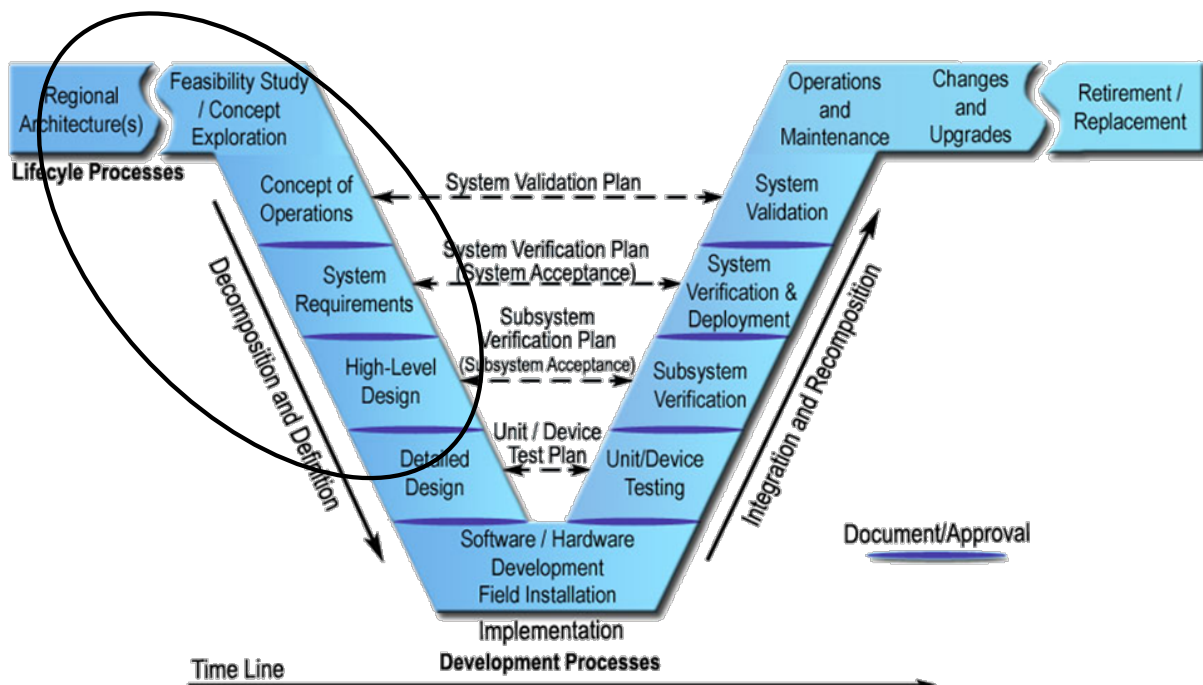 Regional
Architecture(s)
Feasibility Study
/ Concept
Exploration
Operations
and
Maintenance
Changes
and
Upgrades
Retirement /
Replacement
Lifecyle Processes
Concept of
Operations
System Validation Plan
System
Validation
System
Requirements
System Verification Plan
(System Acceptance)
System
Verification &
Deployment
High-Level
Design
Subsystem
Verification Plan
(Subsystem Acceptance)
Subsystem
Verification
Detailed
Design
Unit / Device
Test Plan
Unit/Device
Testing
Decomposition and Definition
Integration and Recomposition
Software / Hardware
Development
Field Installation
Document/Approval
Implementation
Development Processes
Time Line